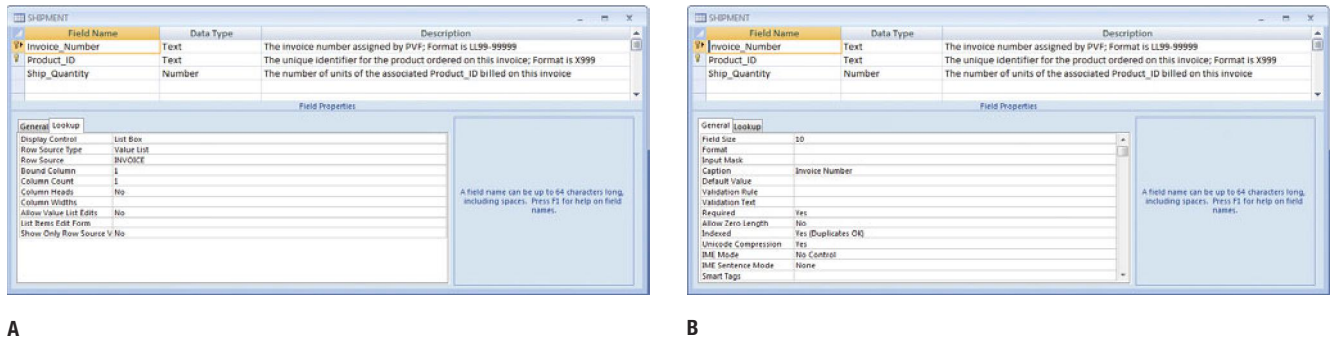 SHIPMENT
Field Name Data Type Description
Invoice_Number Text The invoice number assigned by PVF; Format is LL99-99999
Product_ID Text The unique identifier for the product ordered on this invoice; Format is X999
Ship_Quantity Number The number of units of the associated Product_ID billed on this invoice
Field Properties
General Lookup
Display Control List Box
Row Source Type Value List
Row Source INVOICE
Bound Column 1
Column Count 1
Column Heads No
Column Widths
Allow Value List Edits No
List Items Edit Form
Show Only Row Source V No
A field name can be up to 64 characters long,
including spaces. Press F1 for help on field
names.
A
SHIPMENT
Field Name Data Type Description
Invoice_Number Text The invoice number assigned by PVF; Format is LL99-99999
Product_ID Text The unique identifier for the product ordered on this invoice; Format is X999
Ship_Quantity Number The number of units of the associated Product_ID billed on this invoice
Field Properties
General Lookup
Field Size 10
Format
Input Mask
Caption Invoice Number
Default Value
Validation Rule
Validation Text
Required Yes
Allow Zero Length No
Indexed Yes (Duplicates OK)
Unicode Compression Yes
IME Mode No Control
IME Sentence Mode None
Smart Tags
A field name can be up to 64 characters long,
including spaces. Press F1 for help on field
names.
B